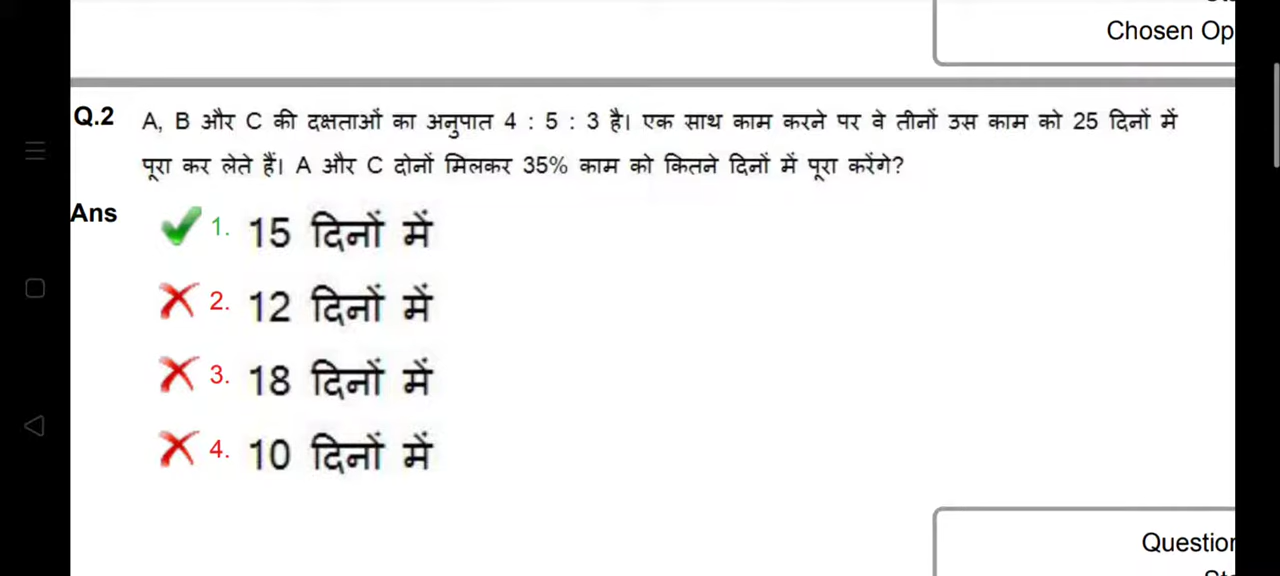 Chosen Op
Q.2 A, B और C की दक्षताओं का अनुपात 4 : 5 : 3 है। एक साथ काम करने पर वे तीनों उस काम को 25 दिनों में
पूरा कर लेते हैं। A और C दोनों मिलकर 35% काम को कितने दिनों में पूरा करेंगे?
Ans
1. 15 दिनों में
2. 12 दिनों में
3. 18 दिनों में
4. 10 दिनों में
Question